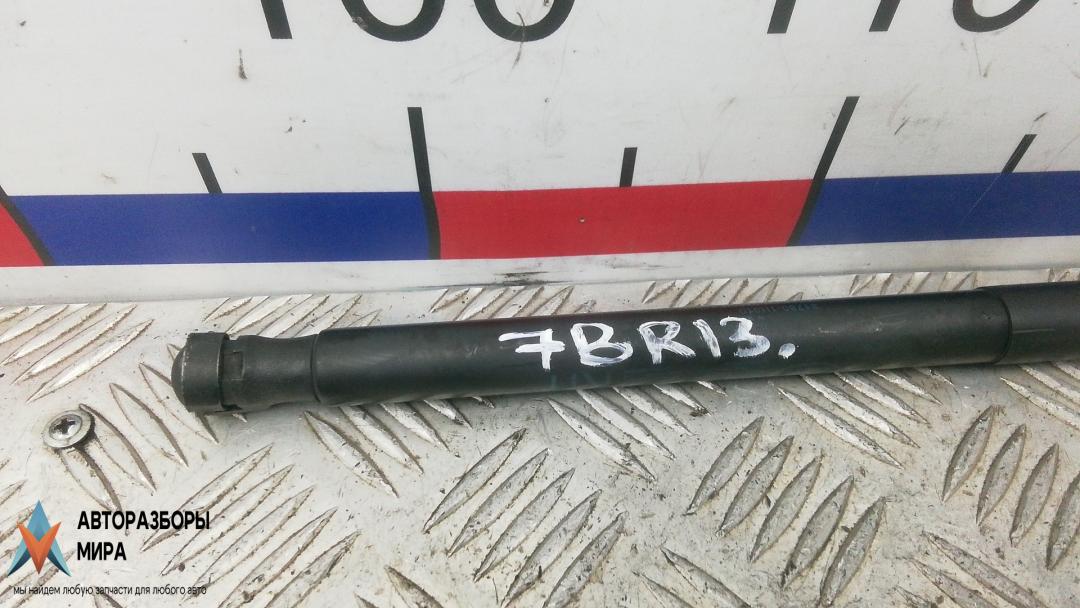 7BR13.
АВТОРАЗБОРЫ
МИРА
мы найдем любую запчасти для любого авто